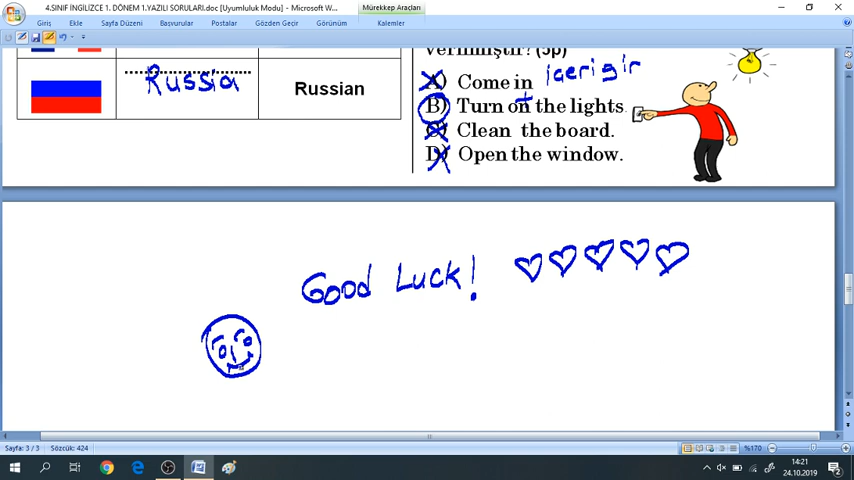 4.SINIF İNGİLİZCE 1. DÖNEM 1.YAZILI SORULARI.doc [Uyumluluk Modu] - Microsoft W...
Mürekkep Araçları
Giriş
Ekle
Sayfa Düzeni
Başvurular
Postalar
Gözden Geçir
Görünüm
Kalemler
verilmiştir? (5p)
Russia
Russian
A) Come in içeri gir
B) Turn on the lights
C) Clean the board.
D) Open the window.
Good Luck!
Sayfa: 3 / 3
Sözcük: 424
%170
14:21
24.10.2019
2